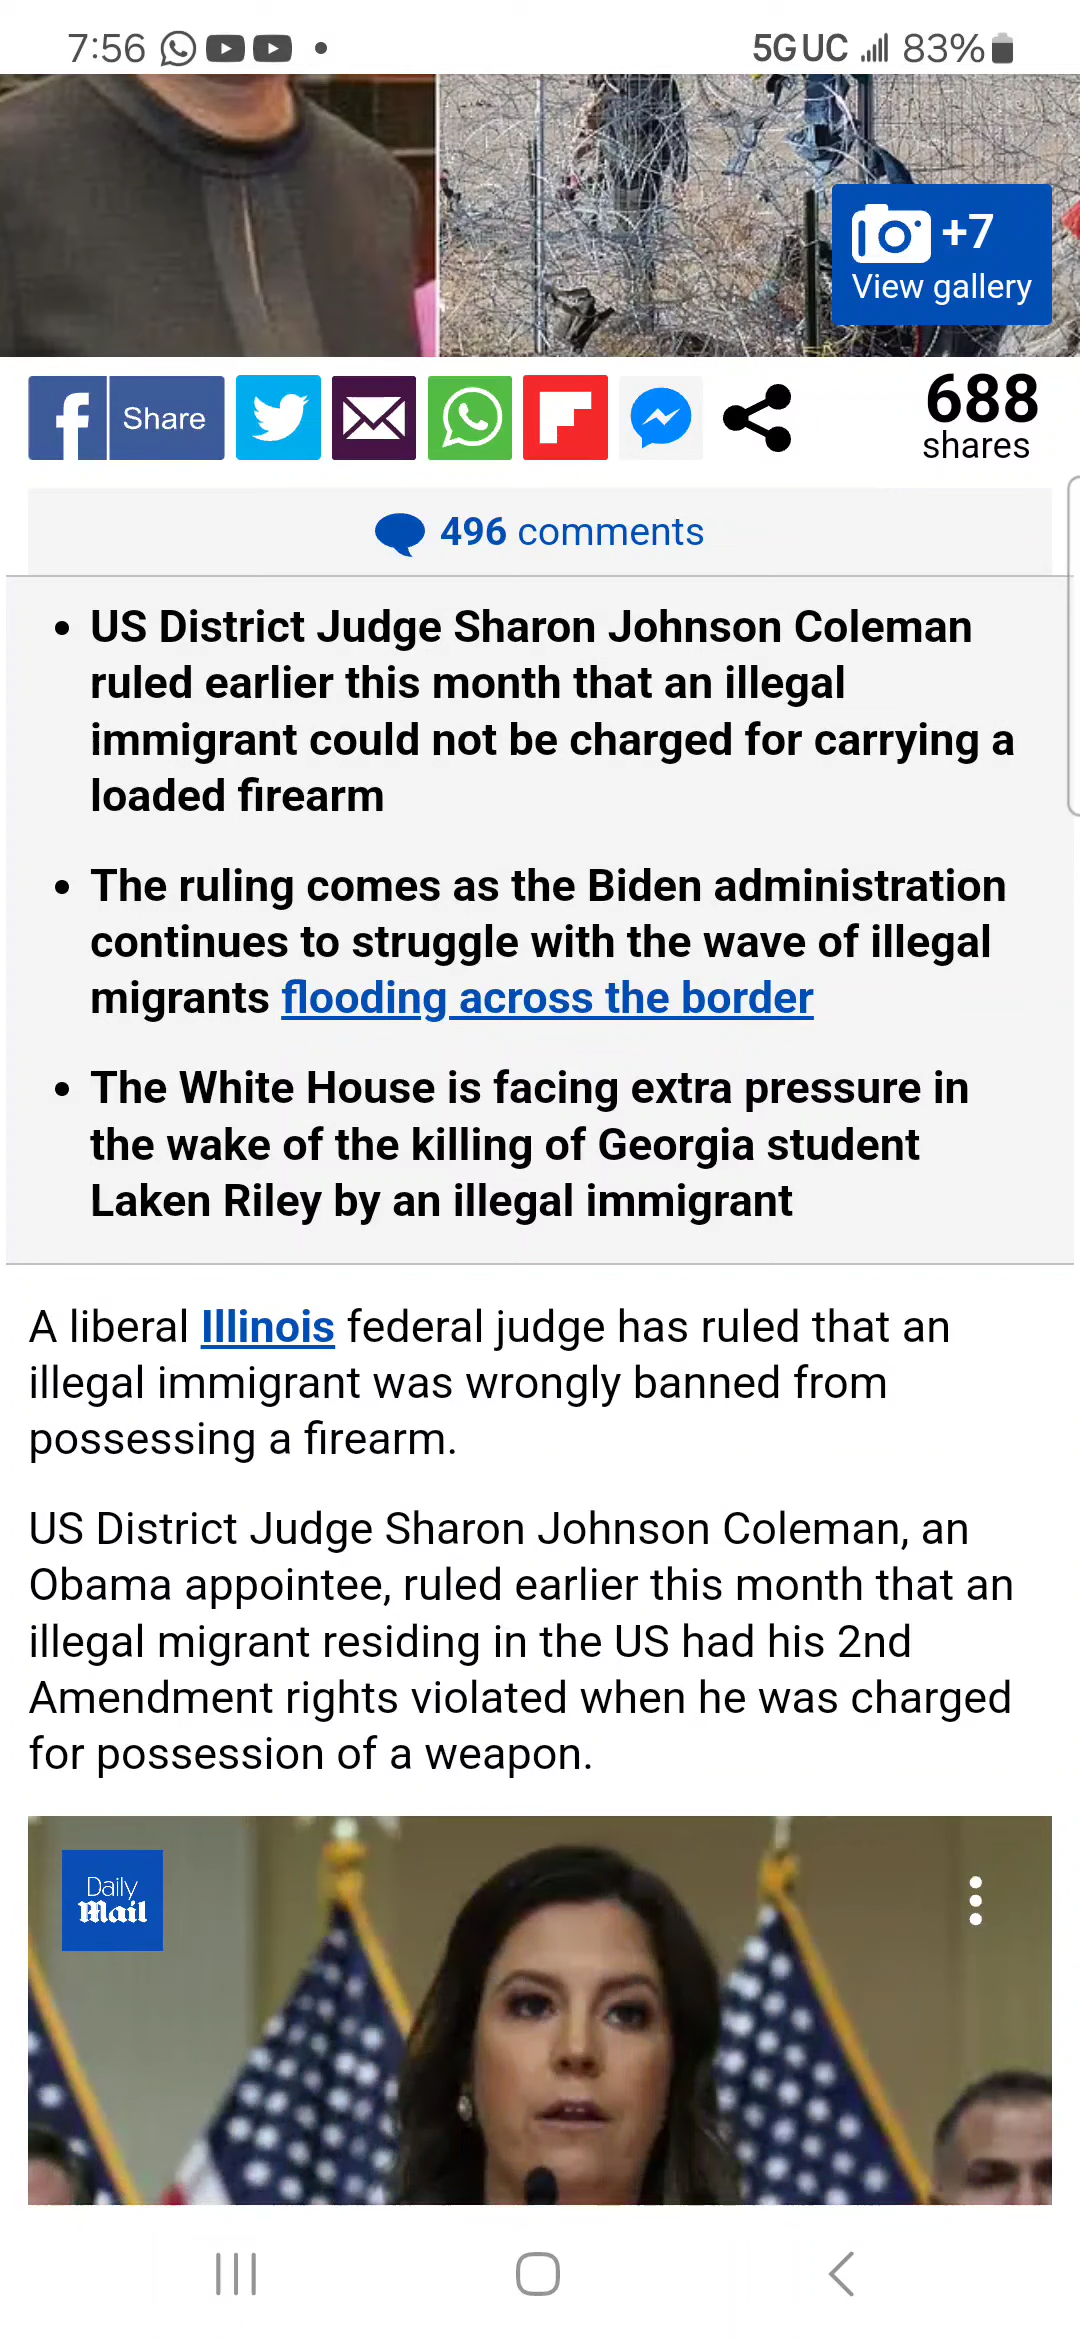 7:56
5G UC 83%
+7
View gallery
Share
688
shares
496 comments
• US District Judge Sharon Johnson Coleman
ruled earlier this month that an illegal
immigrant could not be charged for carrying a
loaded firearm
• The ruling comes as the Biden administration
continues to struggle with the wave of illegal
migrants flooding across the border
• The White House is facing extra pressure in
the wake of the killing of Georgia student
Laken Riley by an illegal immigrant
A liberal Illinois federal judge has ruled that an
illegal immigrant was wrongly banned from
possessing a firearm.
US District Judge Sharon Johnson Coleman, an
Obama appointee, ruled earlier this month that an
illegal migrant residing in the US had his 2nd
Amendment rights violated when he was charged
for possession of a weapon.
Daily
Mail